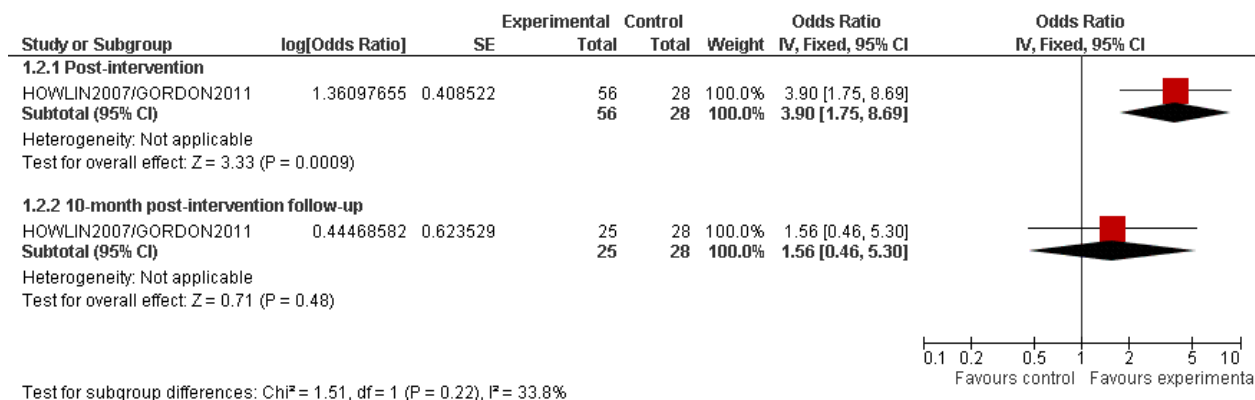 Experimental Control Odds Ratio Odds Ratio
Study or Subgroup log[Odds Ratio] SE Total Total Weight IV, Fixed, 95% CI IV, Fixed, 95% CI
1.2.1 Post-intervention
HOWLIN2007/GORDON2011 1.36097655 0.408522 56 28 100.0% 3.90 [1.75, 8.69]
Subtotal (95% CI) 56 28 100.0% 3.90 [1.75, 8.69]
Heterogeneity: Not applicable
Test for overall effect: Z = 3.33 (P = 0.0009)
1.2.2 10-month post-intervention follow-up
HOWLIN2007/GORDON2011 0.44468582 0.623529 25 28 100.0% 1.56 [0.46, 5.30]
Subtotal (95% CI) 25 28 100.0% 1.56 [0.46, 5.30]
Heterogeneity: Not applicable
Test for overall effect: Z = 0.71 (P = 0.48)
0.1 0.2 0.5 1 2 5 10
Favours control Favours experimenta
Test for subgroup differences: Chi² = 1.51, df = 1 (P = 0.22), I² = 33.8%